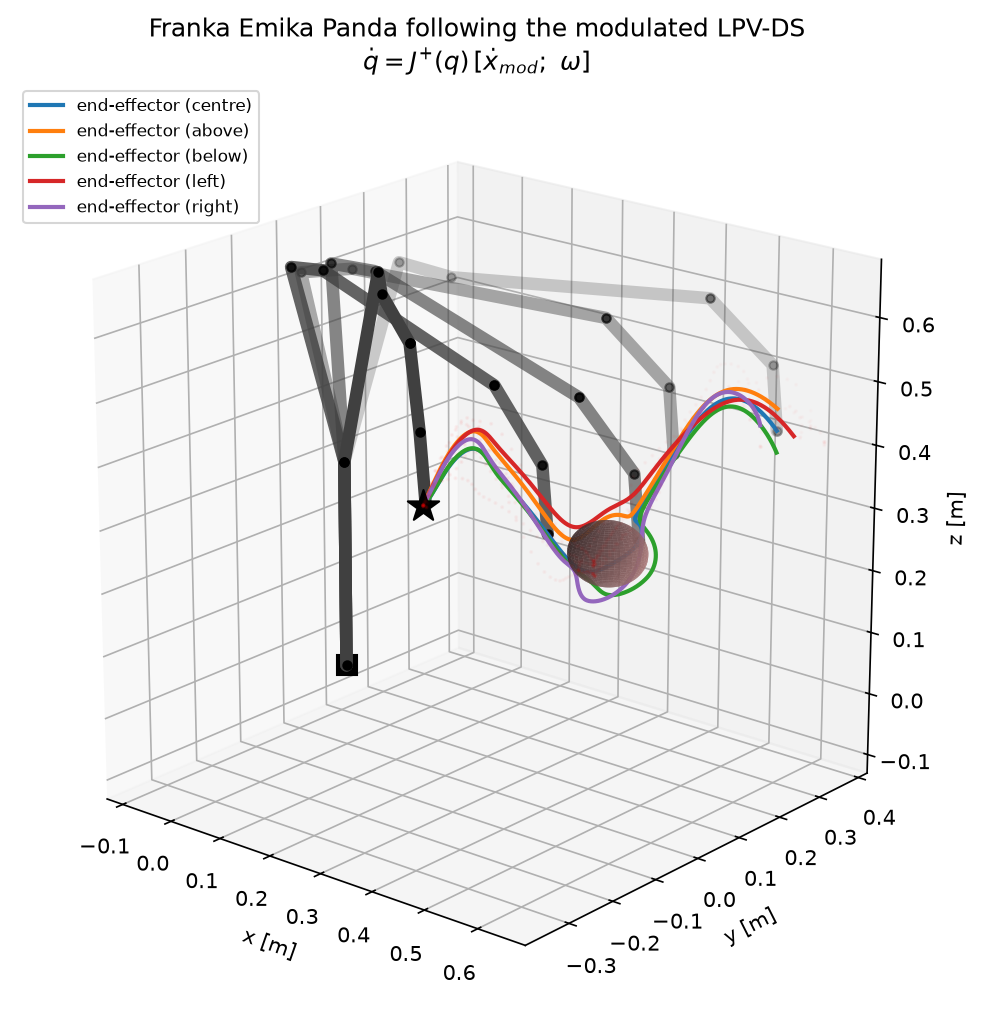 Franka Emika Panda following the modulated LPV-DS
q̇ = J⁺(q) [ẋ_mod; ω]
end-effector (centre)
end-effector (above)
end-effector (below)
end-effector (left)
end-effector (right)
0.6
0.5
0.4
0.3
0.2
0.1
0.0
−0.1
z [m]
−0.1
0.0
0.1
0.2
0.3
0.4
0.5
0.6
x [m]
−0.3
−0.2
−0.1
0.0
0.1
0.2
0.3
0.4
y [m]